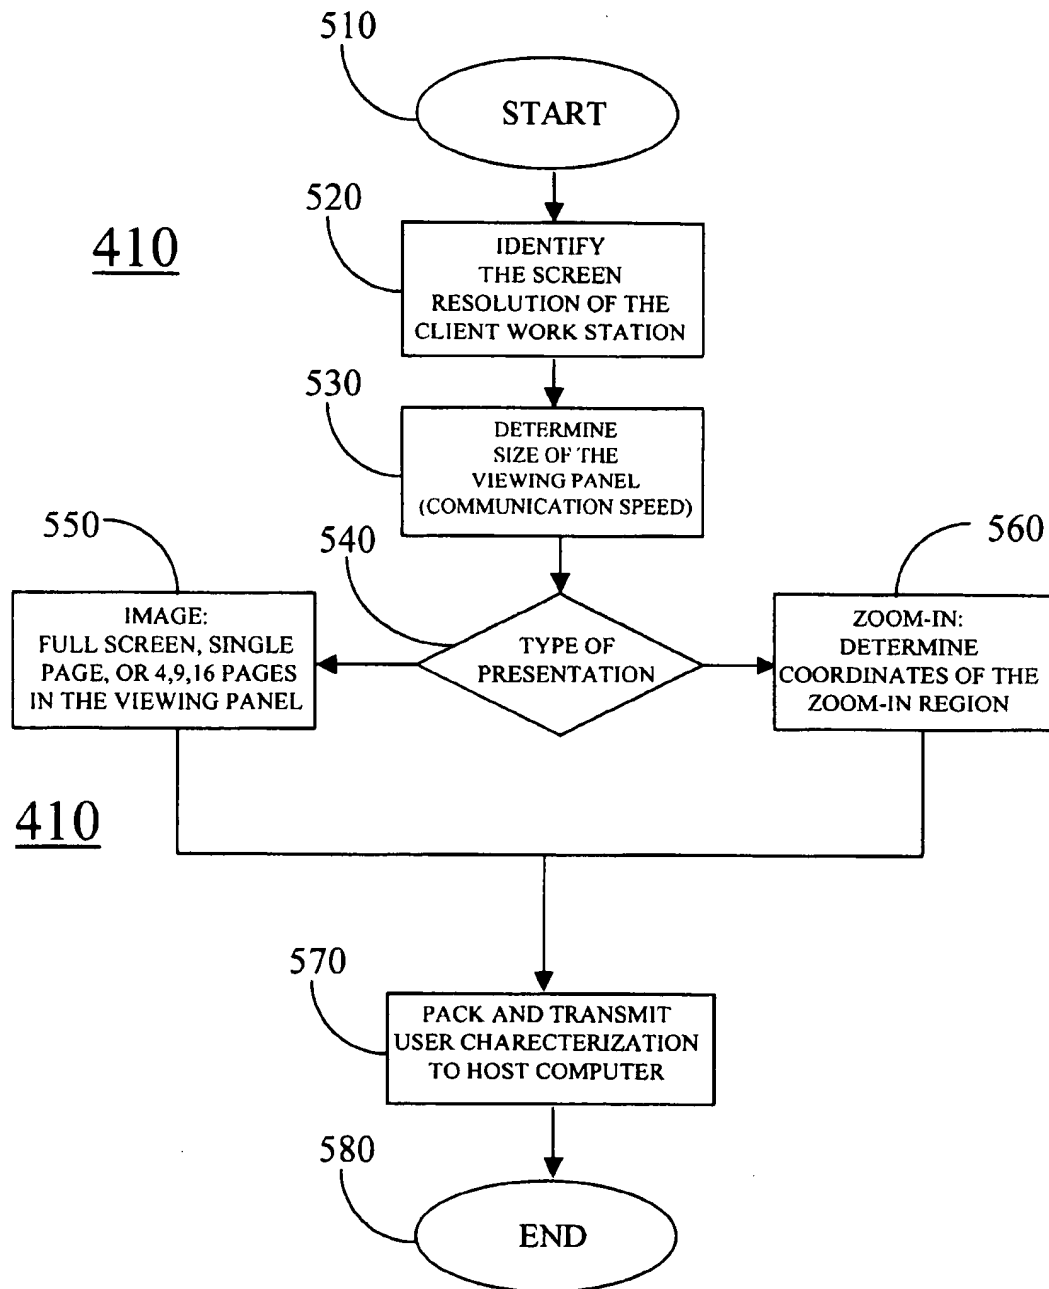 510
START
520
410
IDENTIFY
THE SCREEN
RESOLUTION OF THE
CLIENT WORK STATION
530
DETERMINE
SIZE OF THE
VIEWING PANEL
(COMMUNICATION SPEED)
550
540
560
IMAGE:
FULL SCREEN, SINGLE
PAGE, OR 4,9,16 PAGES
IN THE VIEWING PANEL
TYPE OF
PRESENTATION
ZOOM-IN:
DETERMINE
COORDINATES OF THE
ZOOM-IN REGION
410
570
PACK AND TRANSMIT
USER CHARECTERIZATION
TO HOST COMPUTER
580
END